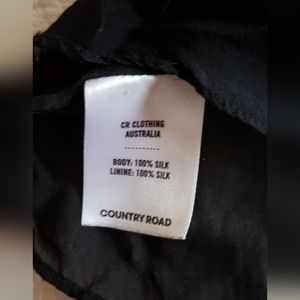 CR CLOTHING
AUSTRALIA
BODY: 100% SILK
LINING: 100% SILK
COUNTRY ROAD